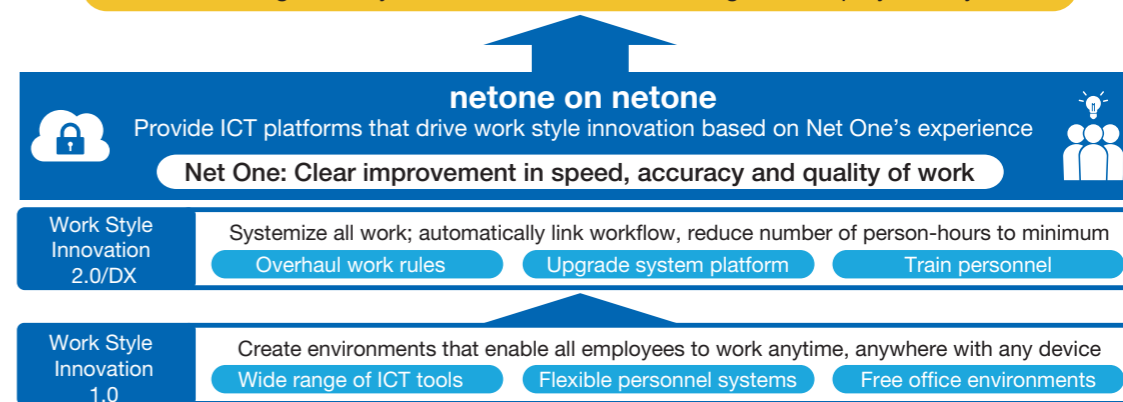 netone on netone
Provide ICT platforms that drive work style innovation based on Net One's experience
Net One: Clear improvement in speed, accuracy and quality of work
Work Style
Innovation
2.0/DX
Systemize all work; automatically link workflow, reduce number of person-hours to minimum
Overhaul work rules
Upgrade system platform
Train personnel
Work Style
Innovation
1.0
Create environments that enable all employees to work anytime, anywhere with any device
Wide range of ICT tools
Flexible personnel systems
Free office environments